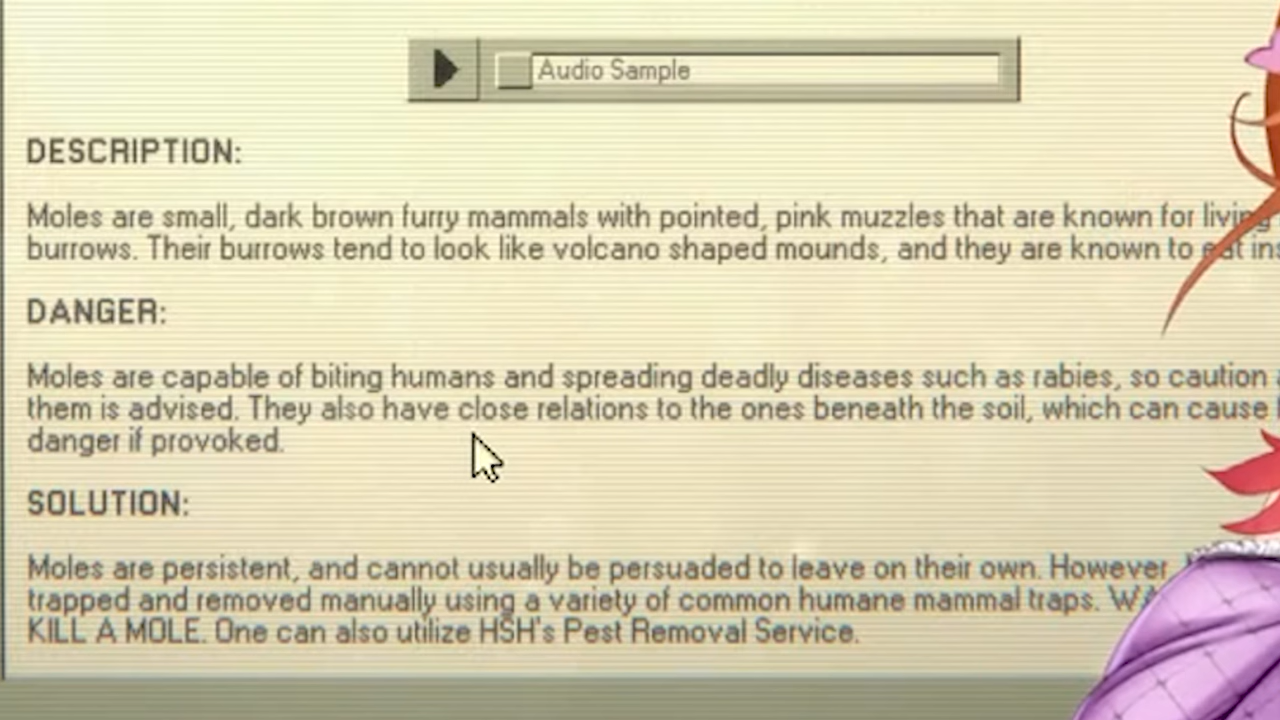 Audio Sample
DESCRIPTION:
Moles are small, dark brown furry mammals with pointed, pink muzzles that are known for living
burrows. Their burrows tend to look like volcano shaped mounds, and they are known to eat
DANGER:
Moles are capable of biting humans and spreading deadly diseases such as rabies, so caution
them is advised. They also have close relations to the ones beneath the soil, which can cause
danger if provoked.
SOLUTION:
Moles are persistent, and cannot usually be persuaded to leave on their own. However
trapped and removed manually using a variety of common humane mammal traps.
KILL A MOLE. One can also utilize HSH's Pest Removal Service.